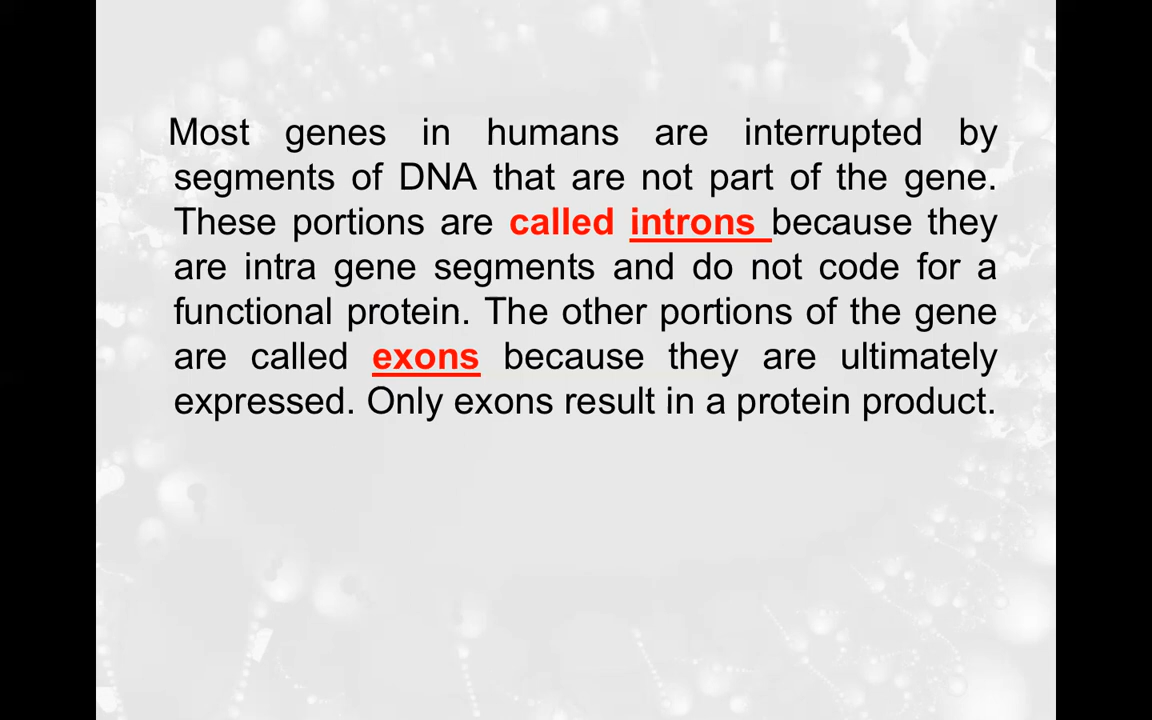 Most genes in humans are interrupted by
segments of DNA that are not part of the gene.
These portions are called introns because they
are intra gene segments and do not code for a
functional protein. The other portions of the gene
are called exons because they are ultimately
expressed. Only exons result in a protein product.